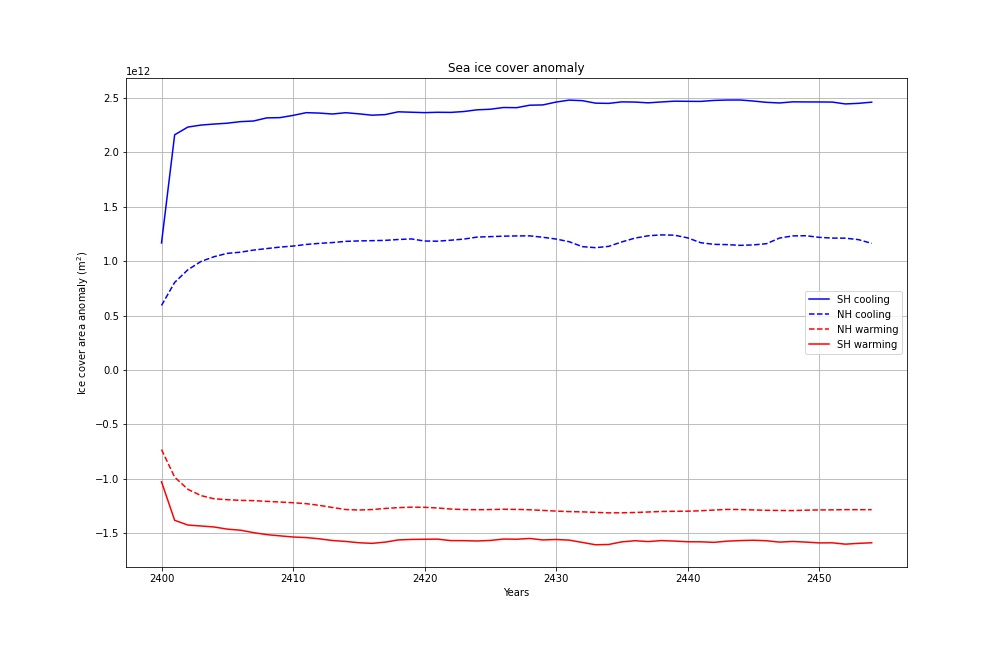 Sea ice cover anomaly
1e12
2.5
2.0
1.5
1.0
0.5
0.0
−0.5
−1.0
−1.5
Ice cover area anomaly (m²)
SH cooling
NH cooling
NH warming
SH warming
2400 2410 2420 2430 2440 2450
Years